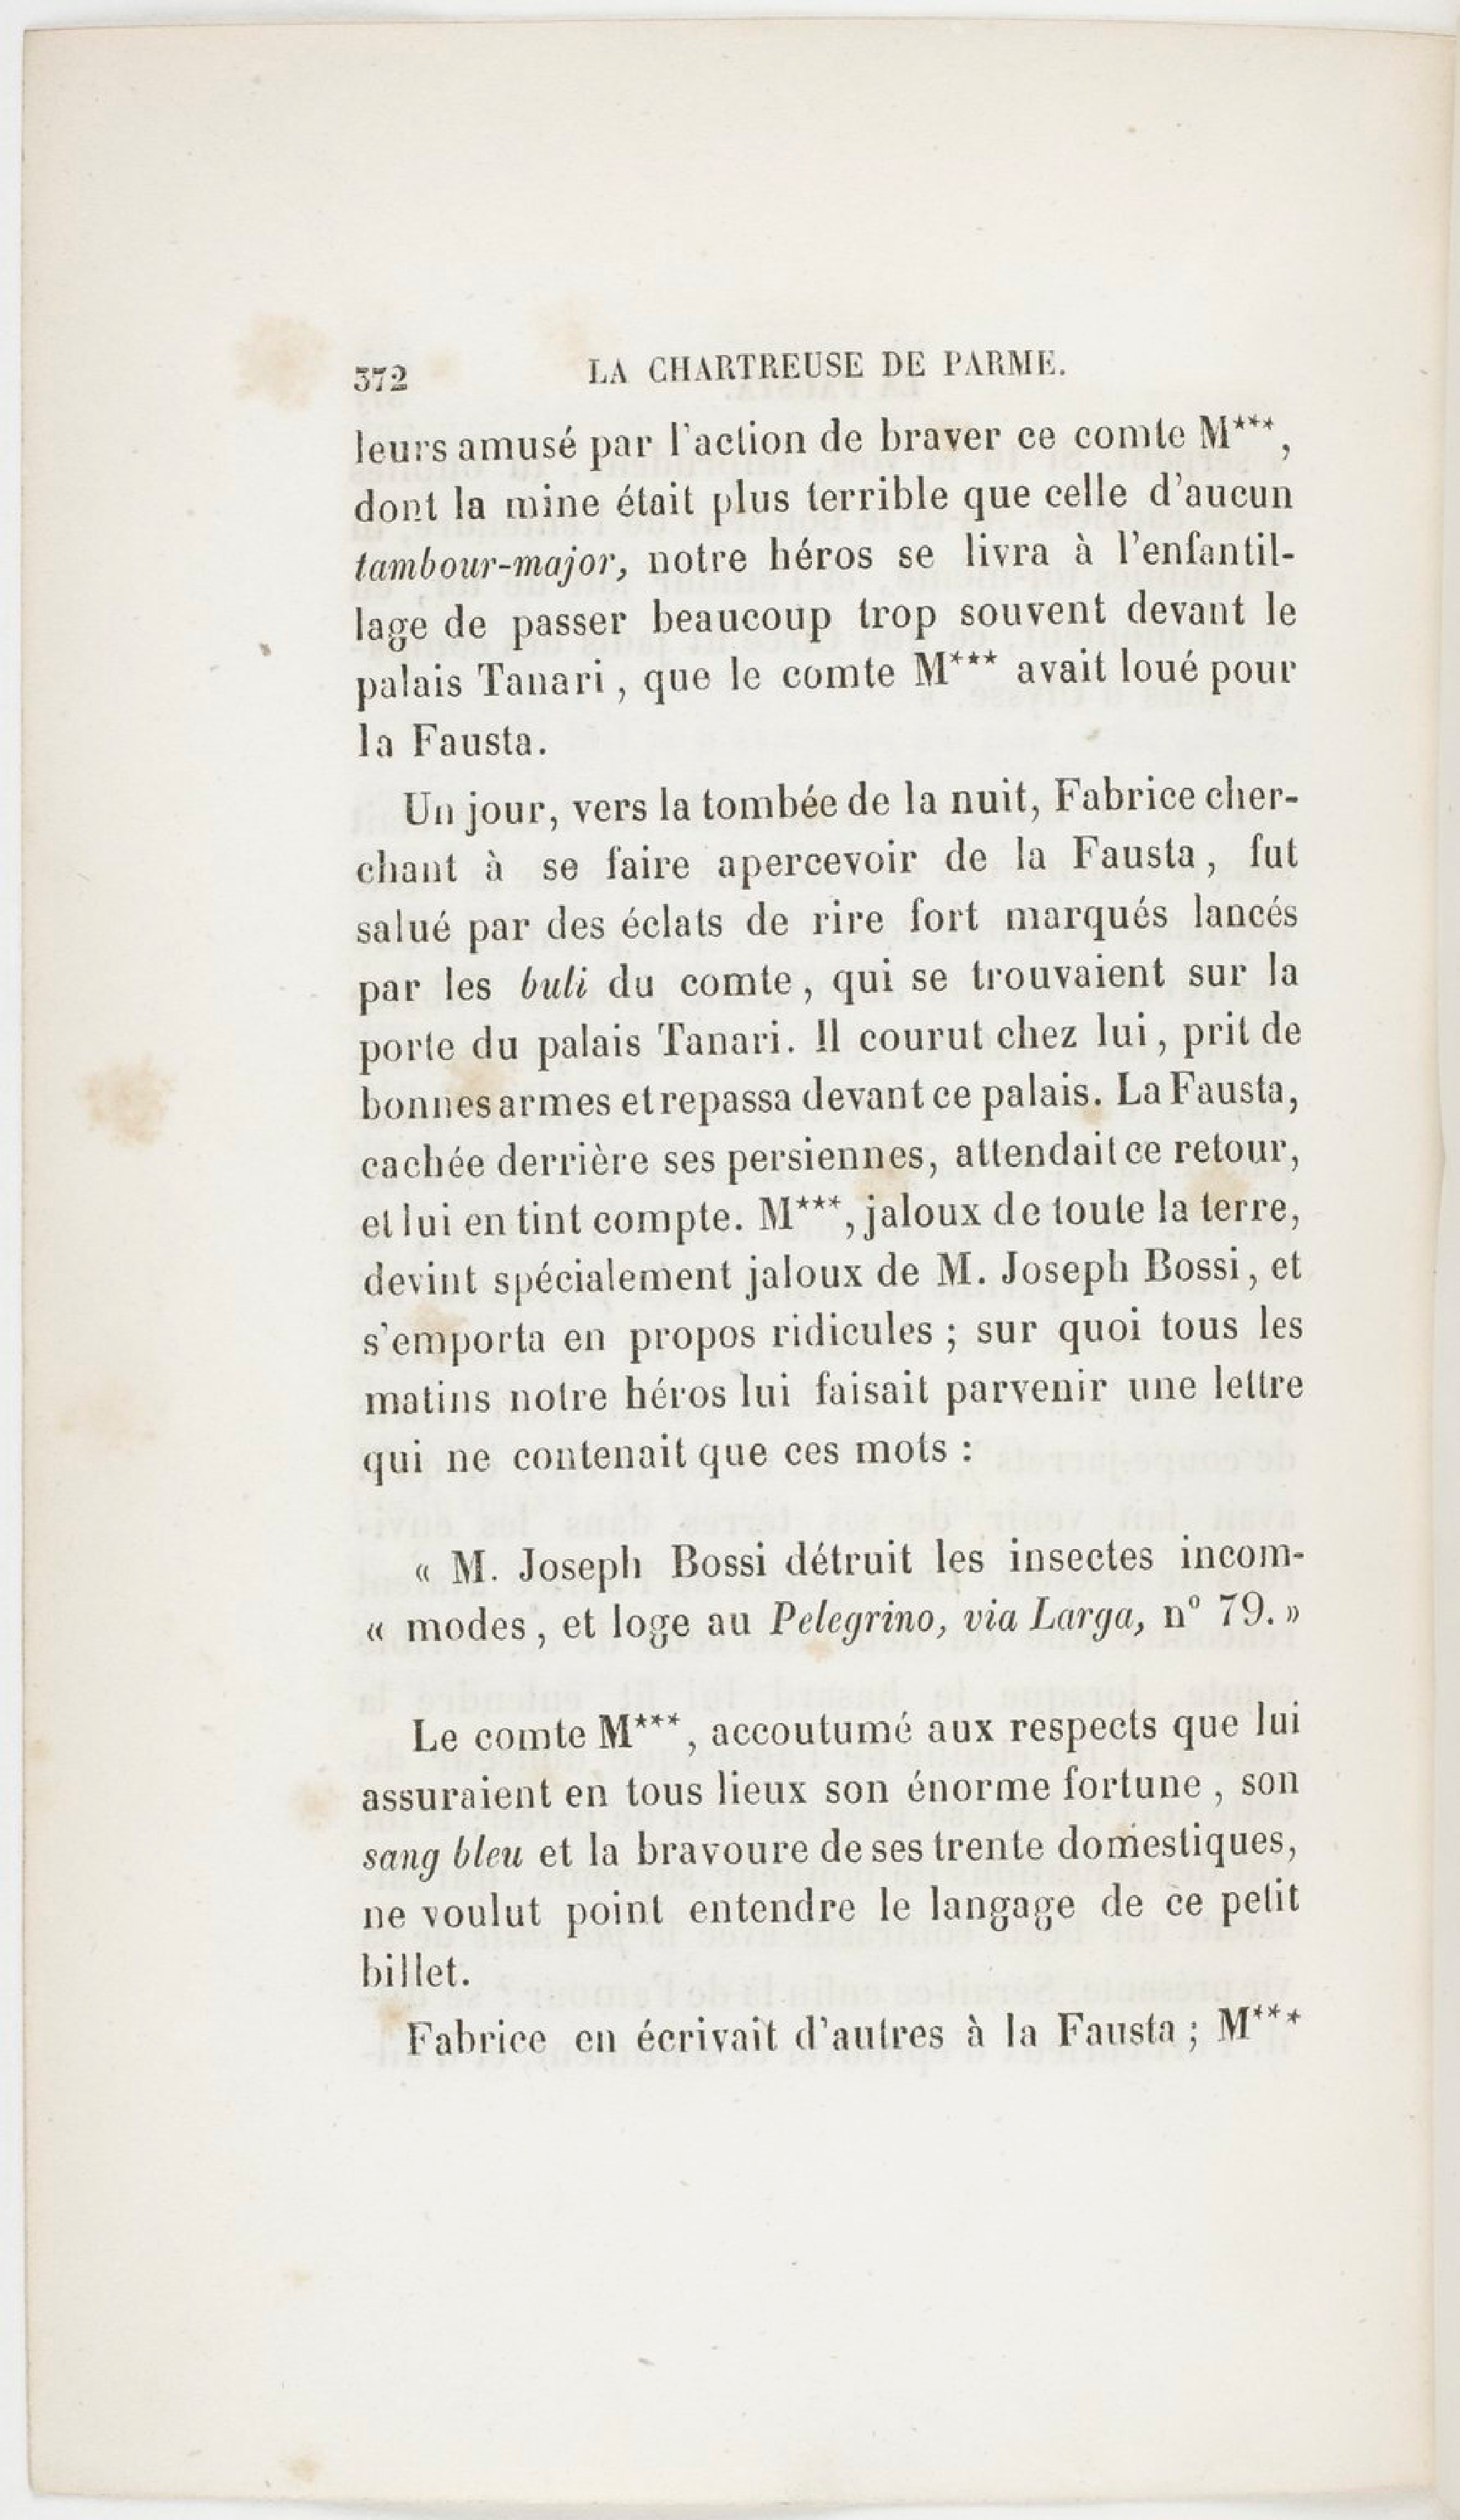 372 LA CHARTREUSE DE PARME.
leurs amusé par l'action de braver ce comte M***,
dont la mine était plus terrible que celle d'aucun
tambour-major, notre héros se livra à l'enfantil-
lage de passer beaucoup trop souvent devant le
palais Tanari, que le comte M*** avait loué pour
la Fausta.
Un jour, vers la tombée de la nuit, Fabrice cher-
chant à se faire apercevoir de la Fausta, fut
salué par des éclats de rire fort marqués lancés
par les buli du comte, qui se trouvaient sur la
porte du palais Tanari. Il courut chez lui, prit de
bonnes armes et repassa devant ce palais. La Fausta,
cachée derrière ses persiennes, attendait ce retour,
et lui en tint compte. M***, jaloux de toute la terre,
devint spécialement jaloux de M. Joseph Bossi, et
s'emporta en propos ridicules ; sur quoi tous les
matins notre héros lui faisait parvenir une lettre
qui ne contenait que ces mots :
« M. Joseph Bossi détruit les insectes incom-
« modes, et loge au Pelegrino, via Larga, n° 79. »
Le comte M***, accoutumé aux respects que lui
assuraient en tous lieux son énorme fortune, son
sang bleu et la bravoure de ses trente domestiques,
ne voulut point entendre le langage de ce petit
billet.
Fabrice en écrivait d'autres à la Fausta ; M***